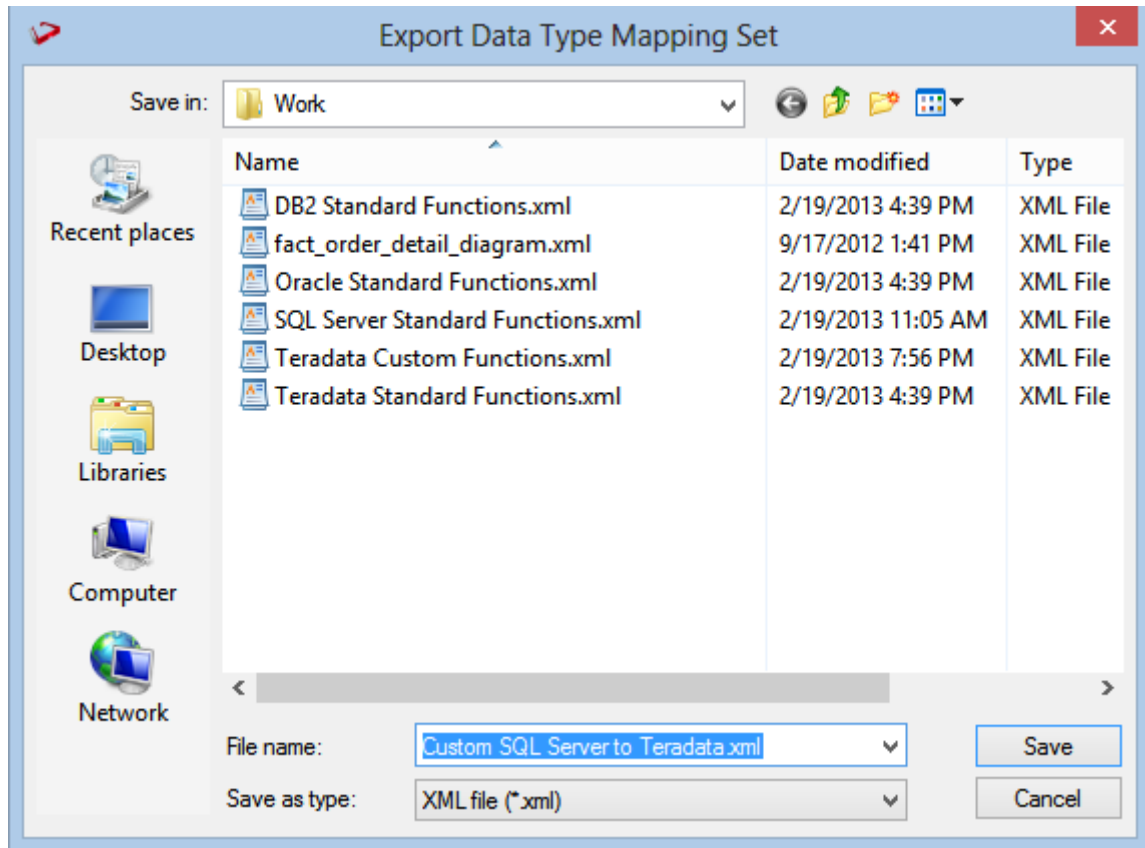 Export Data Type Mapping Set
Save in: Work
Name Date modified Type
DB2 Standard Functions.xml 2/19/2013 4:39 PM XML File
fact_order_detail_diagram.xml 9/17/2012 1:41 PM XML File
Oracle Standard Functions.xml 2/19/2013 4:39 PM XML File
SQL Server Standard Functions.xml 2/19/2013 11:05 AM XML File
Teradata Custom Functions.xml 2/19/2013 7:56 PM XML File
Teradata Standard Functions.xml 2/19/2013 4:39 PM XML File
Recent places
Desktop
Libraries
Computer
Network
File name: Custom SQL Server to Teradata.xml Save
Save as type: XML file (*.xml) Cancel